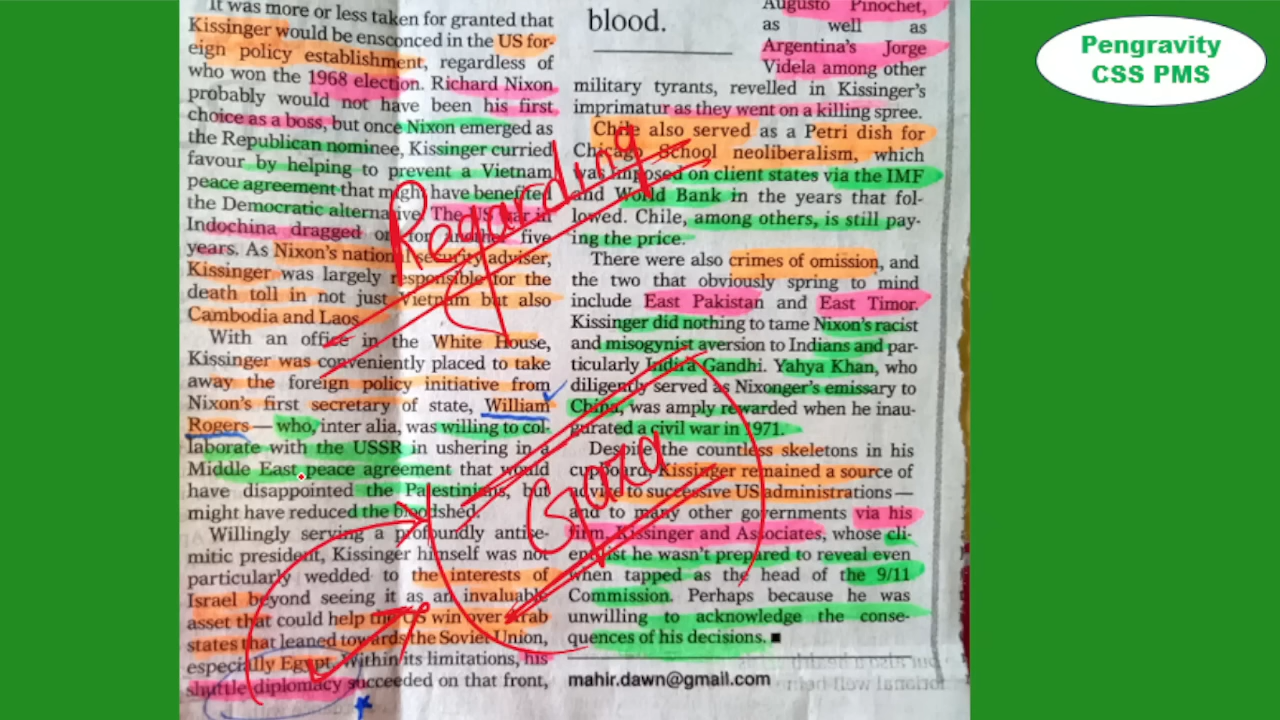 It was more or less taken for granted that
Kissinger would be ensconced in the US for-
eign policy establishment, regardless of
who won the 1968 election. Richard Nixon
probably would not have been his first
choice as a boss, but once Nixon emerged as
the Republican nominee, Kissinger curried
favour by helping to prevent a Vietnam
peace agreement that might have benefited
the Democratic alternative. The US war in
Indochina dragged on for another five
years. As Nixon's national security adviser,
Kissinger was largely responsible for the
death toll in not just Vietnam but also
Cambodia and Laos.
With an office in the White House,
Kissinger was conveniently placed to take
away the foreign policy initiative from
Nixon's first secretary of state, William
Rogers — who, inter alia, was willing to col-
laborate with the USSR in ushering in a
Middle East peace agreement that would
have disappointed the Palestinians, but
might have reduced the bloodshed.
Willingly serving a profoundly antise-
mitic president, Kissinger himself was not
particularly wedded to the interests of
Israel beyond seeing it as an invaluable
asset that could help the US win over Arab
states that leaned towards the Soviet Union,
especially Egypt. Within its limitations, his
shuttle diplomacy succeeded on that front,
blood.
Augusto Pinochet,
as well as
Argentina's Jorge
Videla among other
military tyrants, revelled in Kissinger's
imprimatur as they went on a killing spree.
Chile also served as a Petri dish for
Chicago School neoliberalism, which
was imposed on client states via the IMF
and World Bank in the years that fol-
lowed. Chile, among others, is still pay-
ing the price.
There were also crimes of omission, and
the two that obviously spring to mind
include East Pakistan and East Timor.
Kissinger did nothing to tame Nixon's racist
and misogynist aversion to Indians and par-
ticularly Indira Gandhi. Yahya Khan, who
diligently served as Nixonger's emissary to
China, was amply rewarded when he inau-
gurated a civil war in 1971.
Despite the countless skeletons in his
cupboard, Kissinger remained a source of
advice to successive US administrations —
and to many other governments via his
firm, Kissinger and Associates, whose cli-
ent list he wasn't prepared to reveal even
when tapped as the head of the 9/11
Commission. Perhaps because he was
unwilling to acknowledge the conse-
quences of his decisions. ■
mahir.dawn@gmail.com
Regarding
Gaza
Pengravity
CSS PMS